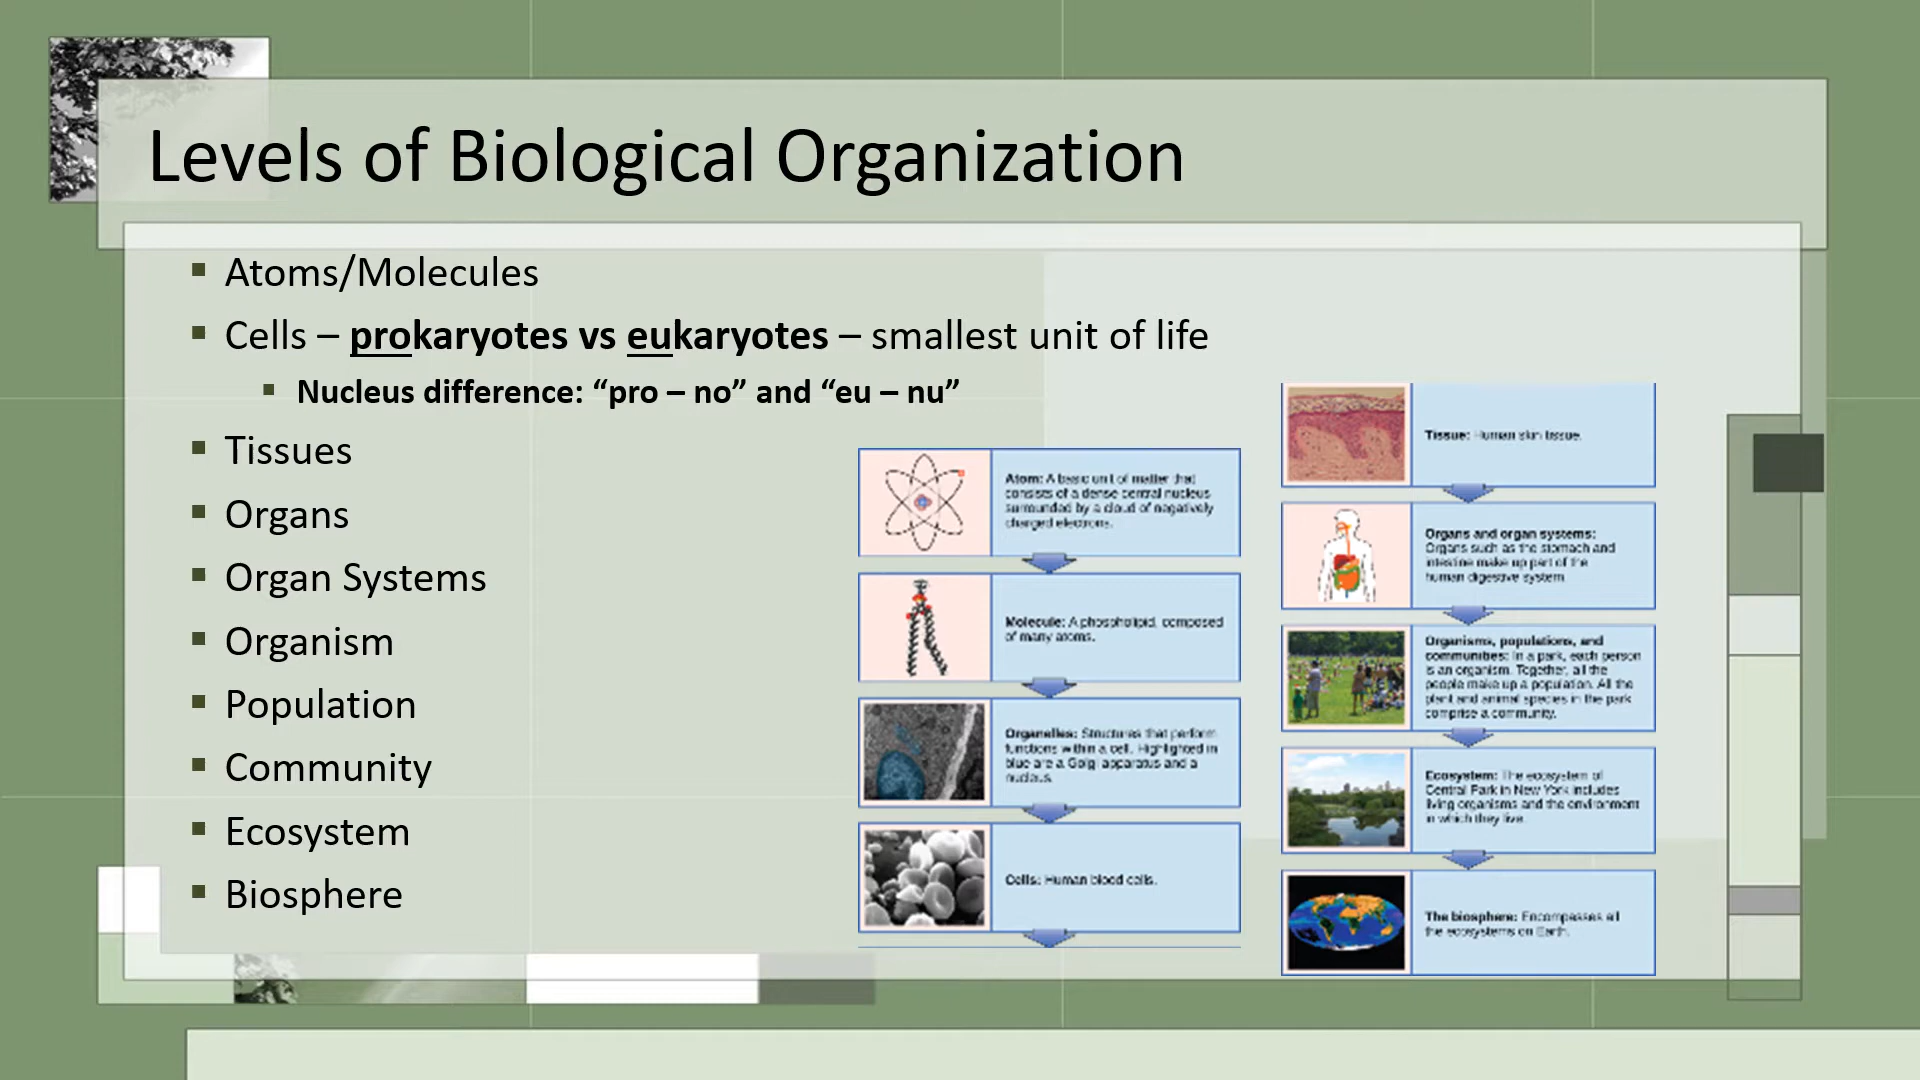 Levels of Biological Organization
Atoms/Molecules
Cells – prokaryotes vs eukaryotes – smallest unit of life
Nucleus difference: “pro – no” and “eu – nu”
Tissues
Organs
Organ Systems
Organism
Population
Community
Ecosystem
Biosphere
Atom: A basic unit of matter that
consists of a dense central nucleus
surrounded by a cloud of negatively
charged electrons.
Molecule: A phospholipid, composed
of many atoms.
Organelles: Structures that perform
functions within a cell. Highlighted in
blue are a Golgi apparatus and a
nucleus.
Cells: Human blood cells.
Tissue: Human skin tissue.
Organs and organ systems:
Organs such as the stomach and
intestine make up part of the
human digestive system.
Organisms, populations, and
communities: In a park, each person
is an organism. Together, all the
people make up a population. All the
plant and animal species in the park
comprise a community.
Ecosystem: The ecosystem of
Central Park in New York includes
living organisms and the environment
in which they live.
The biosphere: Encompasses all
the ecosystems on Earth.